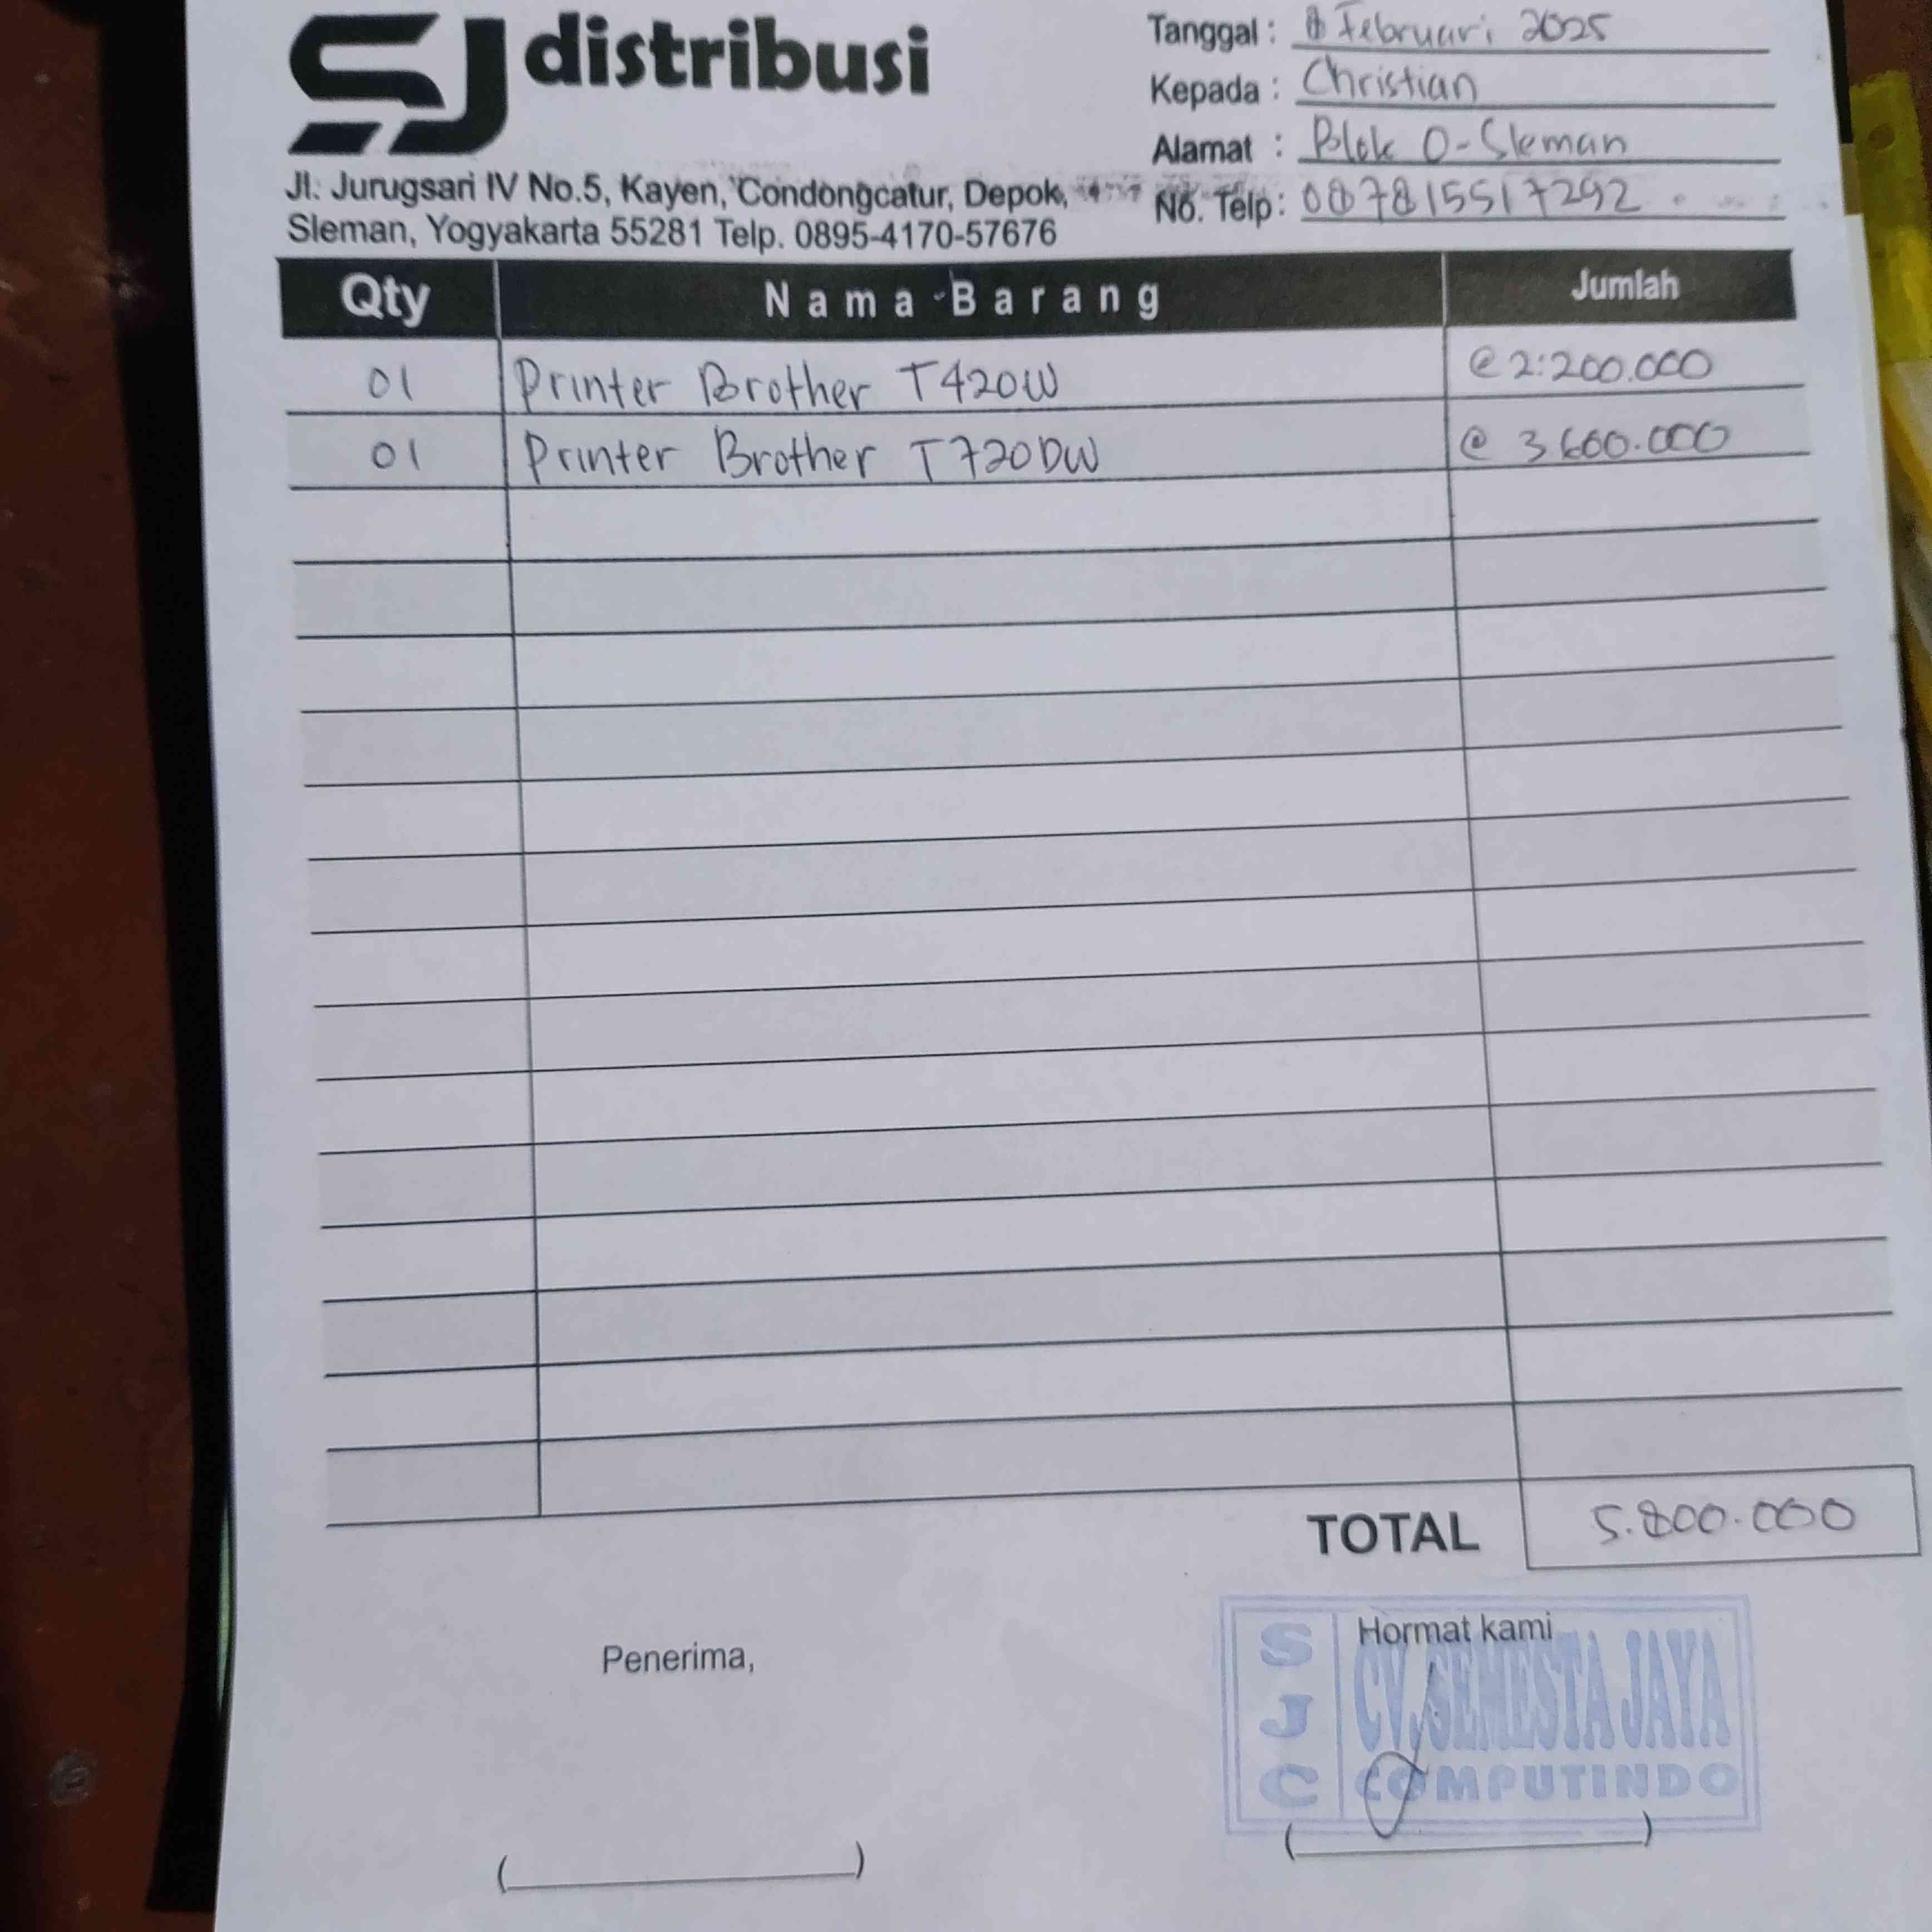 SJ distribusi
Jl. Jurugsari IV No.5, Kayen, Condongcatur, Depok,
Sleman, Yogyakarta 55281 Telp. 0895-4170-57676
Tanggal : 8 Februari 2025
Kepada : Christian
Alamat : Blok O - Sleman
No. Telp : 087815517292
Qty Nama Barang Jumlah
01 Printer Brother T420W @ 2.200.000
01 Printer Brother T720DW @ 3 600.000
TOTAL 5.800.000
Penerima,
Hormat kami
SJC
CV. SEMESTA JAYA
COMPUTINDO